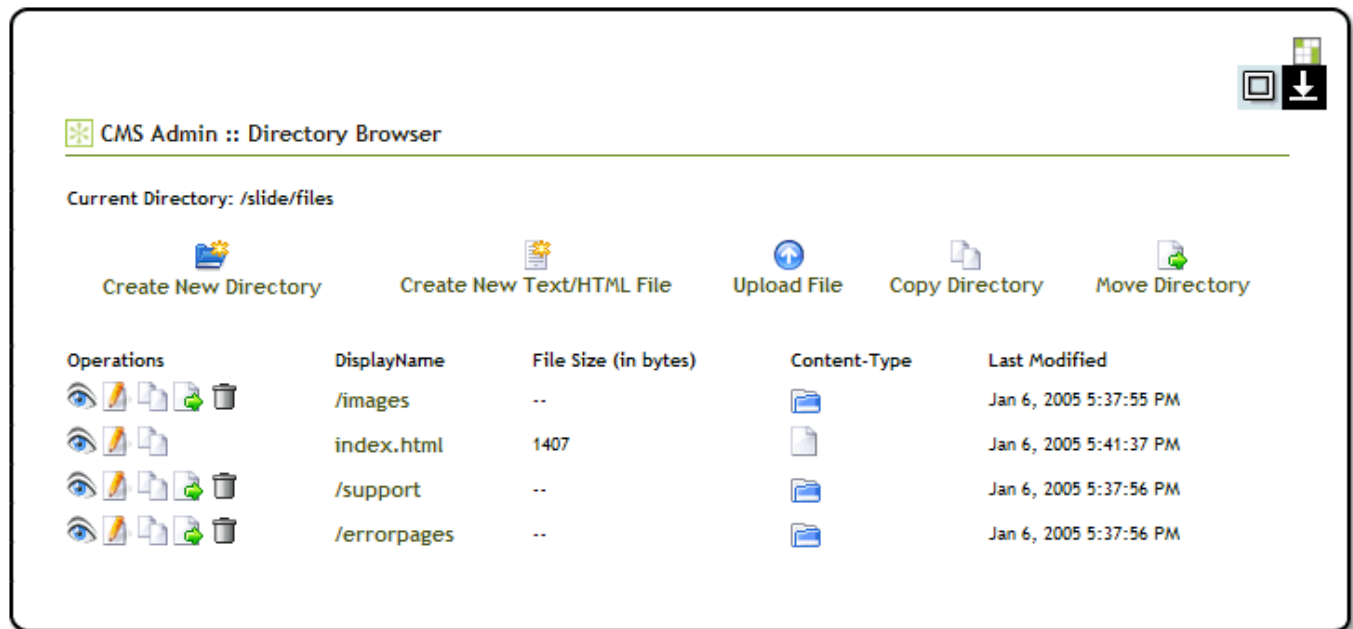 CMS Admin :: Directory Browser
Current Directory: /slide/files
Create New Directory Create New Text/HTML File Upload File Copy Directory Move Directory
Operations DisplayName File Size (in bytes) Content-Type Last Modified
/images -- Jan 6, 2005 5:37:55 PM
index.html 1407 Jan 6, 2005 5:41:37 PM
/support -- Jan 6, 2005 5:37:56 PM
/errorpages -- Jan 6, 2005 5:37:56 PM